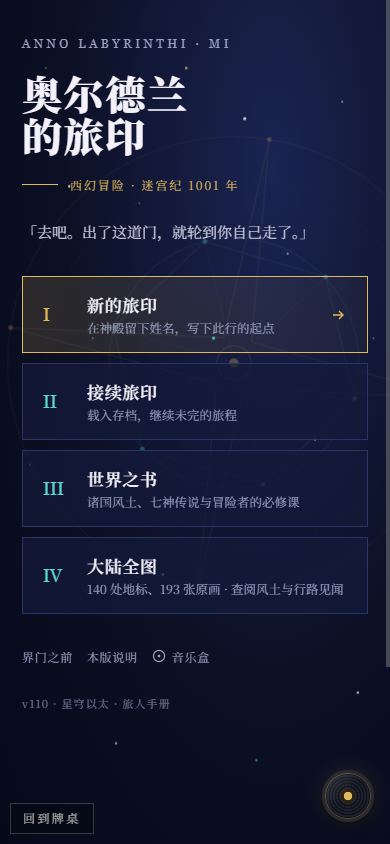 ANNO LABYRINTHI · MI
奥尔德兰
的旅印
西幻冒险 · 迷宫纪 1001 年
「去吧。出了这道门，就轮到你自己走了。」
I
新的旅印
在神殿留下姓名，写下此行的起点
→
II
接续旅印
载入存档，继续未完的旅程
III
世界之书
诸国风土、七神传说与冒险者的必修课
IV
大陆全图
140 处地标、193 张原画 · 查阅风土与行路见闻
界门之前 本版说明 音乐盒
v110 · 星穹以太 · 旅人手册
回到牌桌